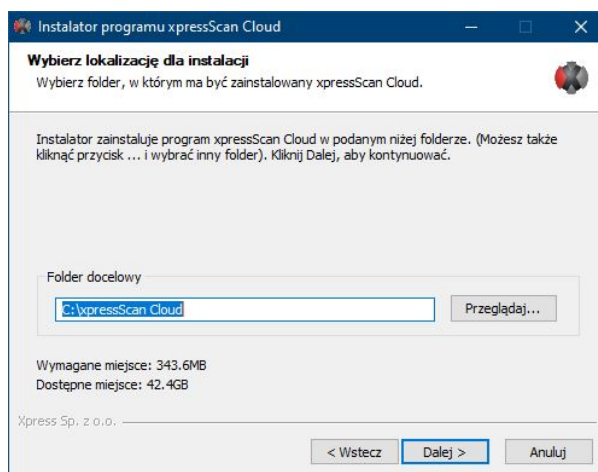 Instalator programu xpressScan Cloud
Wybierz lokalizację dla instalacji
Wybierz folder, w którym ma być zainstalowany xpressScan Cloud.
Instalator zainstaluje program xpressScan Cloud w podanym niżej folderze. (Możesz także
kliknąć przycisk ... i wybrać inny folder). Kliknij Dalej, aby kontynuować.
Folder docelowy
C:\xpressScan Cloud
Przeglądaj...
Wymagane miejsce: 343.6MB
Dostępne miejsce: 42.4GB
Xpress Sp. z o.o.
< Wstecz
Dalej >
Anuluj